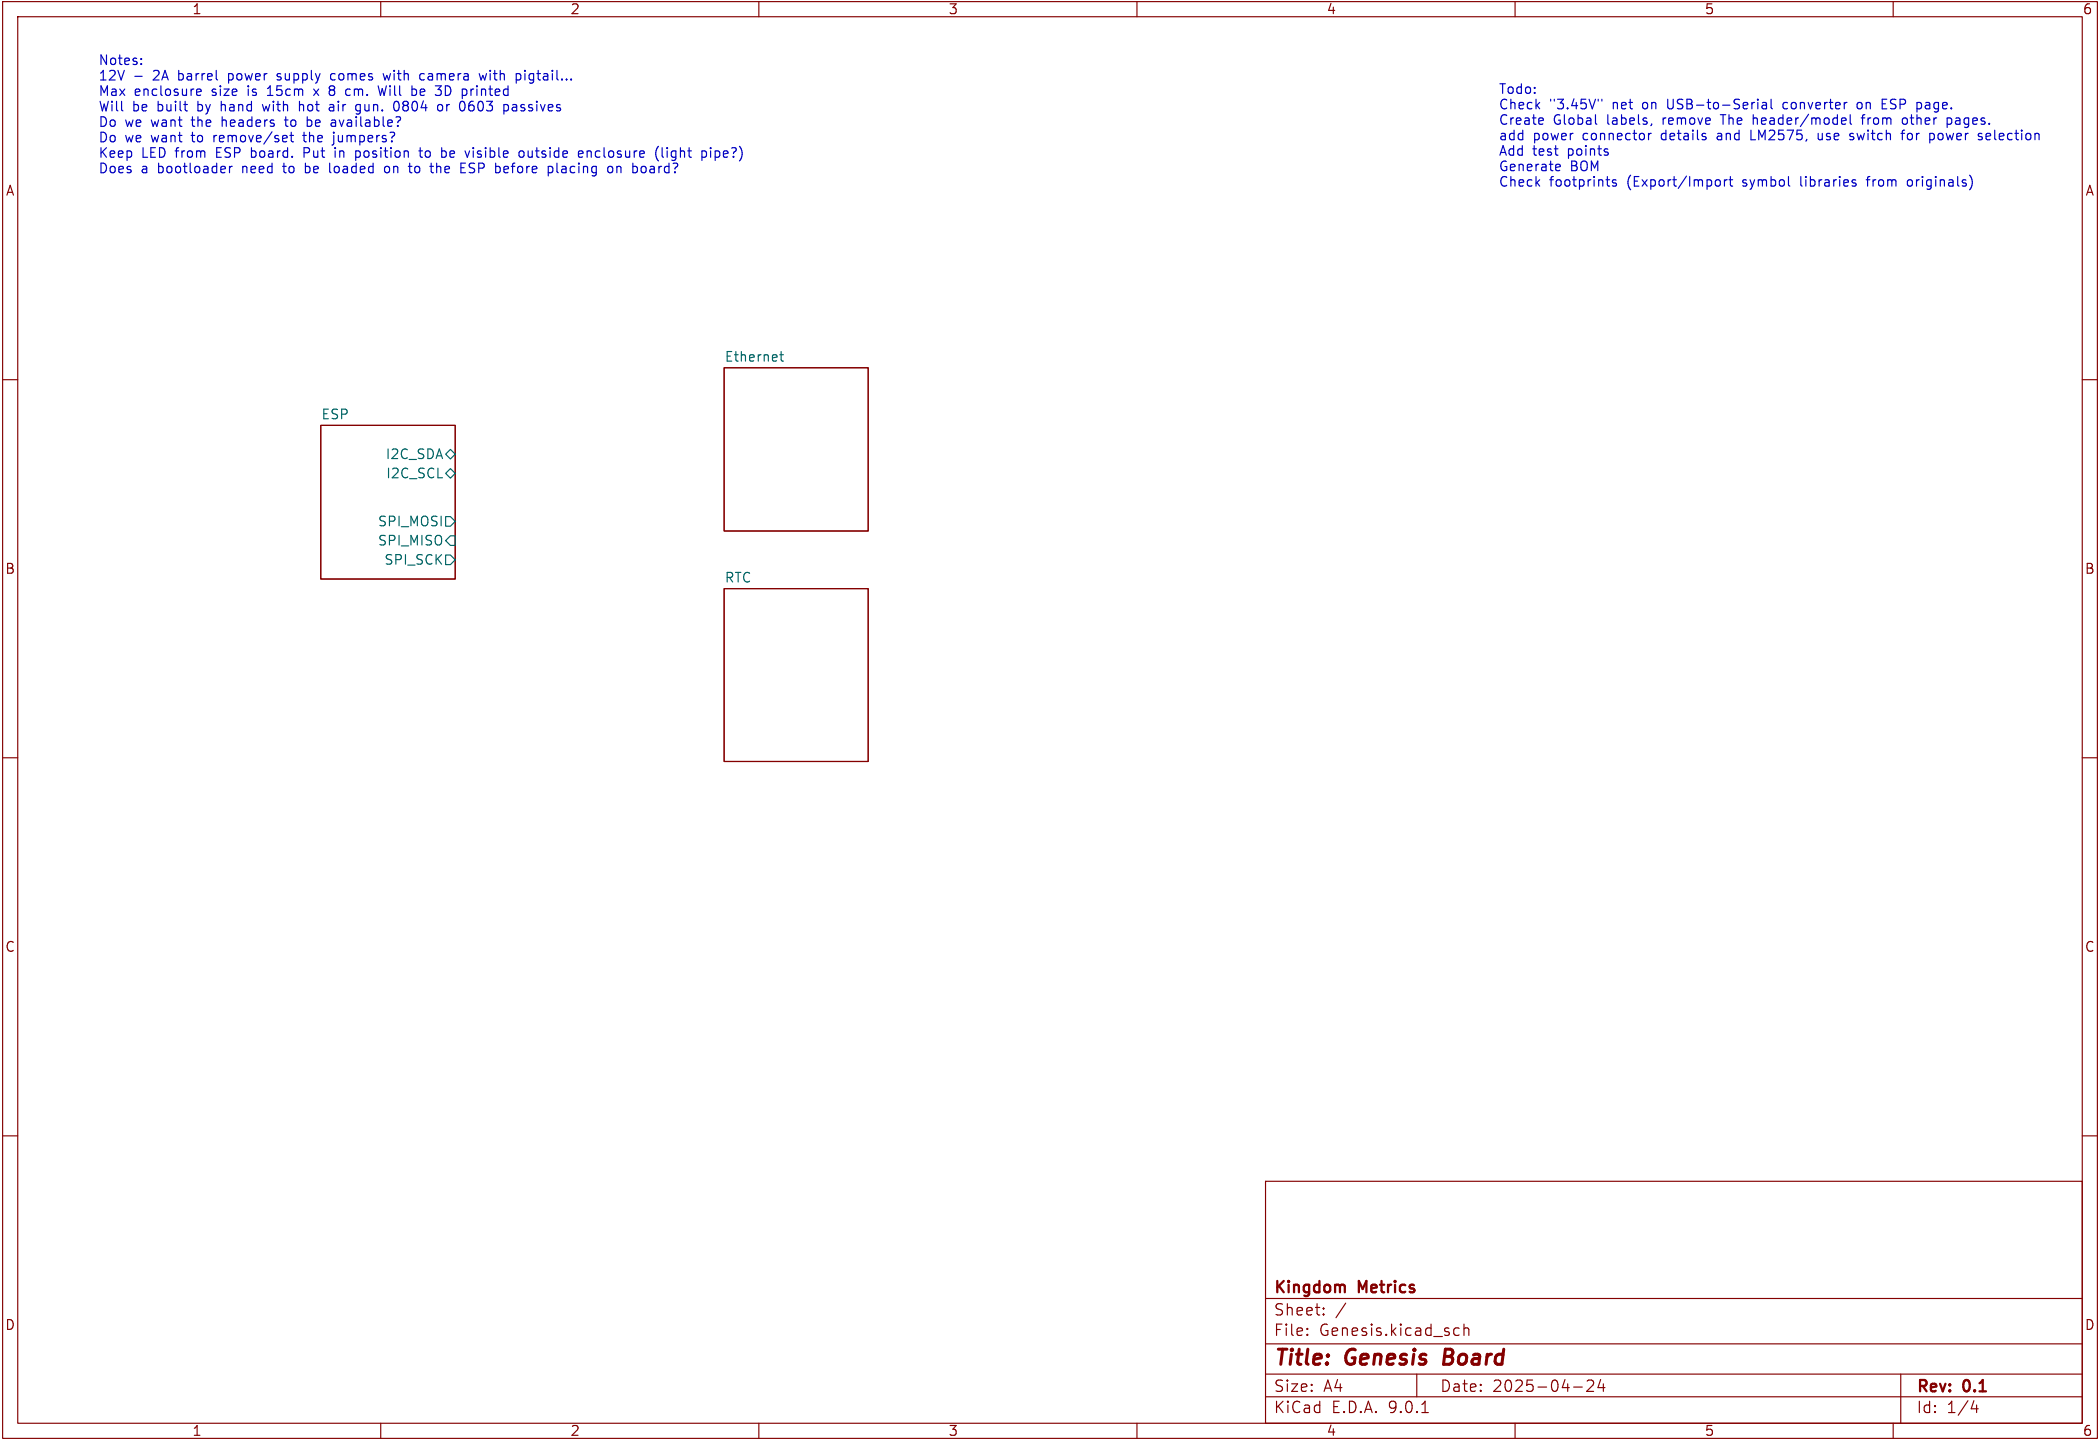 1 2 3 4 5 6
Notes:
12V - 2A barrel power supply comes with camera with pigtail...
Max enclosure size is 15cm x 8 cm. Will be 3D printed
Will be built by hand with hot air gun. 0804 or 0603 passives
Do we want the headers to be available?
Do we want to remove/set the jumpers?
Keep LED from ESP board. Put in position to be visible outside enclosure (light pipe?)
Does a bootloader need to be loaded on to the ESP before placing on board?
Todo:
Check "3.45V" net on USB-to-Serial converter on ESP page.
Create Global labels, remove The header/model from other pages.
add power connector details and LM2575, use switch for power selection
Add test points
Generate BOM
Check footprints (Export/Import symbol libraries from originals)
A A
Ethernet
ESP
I2C_SDA
I2C_SCL
SPI_MOSI
SPI_MISO
SPI_SCK
B B
RTC
C C
Kingdom Metrics
Sheet: /
File: Genesis.kicad_sch
D D
Title: Genesis Board
Size: A4 Date: 2025-04-24 Rev: 0.1
KiCad E.D.A. 9.0.1 Id: 1/4
1 2 3 4 5 6